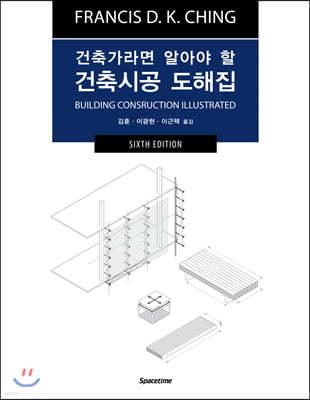 FRANCIS D. K. CHING
건축가라면 알아야 할
건축시공 도해집
BUILDING CONSRUCTION ILLUSTRATED
김훈 · 이광현 · 이근택 옮김
SIXTH EDITION
Spacetime